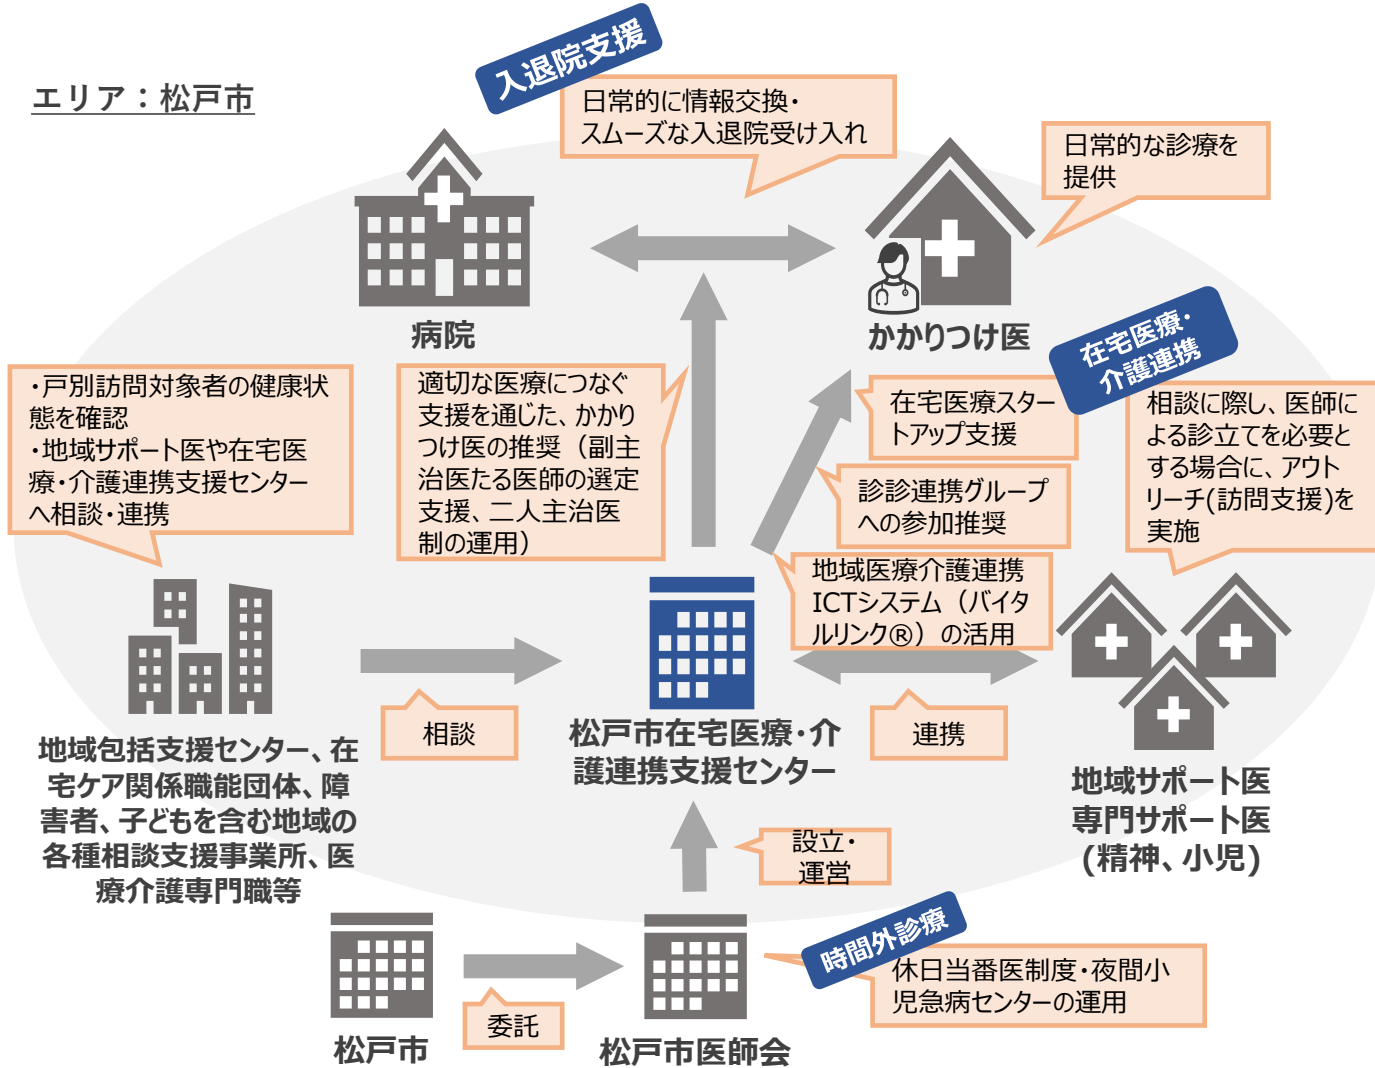 エリア：松戸市
入退院支援
日常的に情報交換・
スムーズな入退院受け入れ
日常的な診療を
提供
病院
かかりつけ医
在宅医療・
介護連携
・戸別訪問対象者の健康状
態を確認
・地域サポート医や在宅医
療・介護連携支援センター
へ相談・連携
適切な医療につなぐ
支援を通じた、かかり
つけ医の推奨（副主
治医たる医師の選定
支援、二人主治医
制の運用）
在宅医療スター
トアップ支援
診診連携グループ
への参加推奨
地域医療介護連携
ICTシステム（バイタ
ルリンク®）の活用
相談に際し、医師に
よる診立てを必要と
する場合に、アウト
リーチ(訪問支援)を
実施
相談
連携
地域包括支援センター、在
宅ケア関係職能団体、障
害者、子どもを含む地域の
各種相談支援事業所、医
療介護専門職等
松戸市在宅医療・介
護連携支援センター
地域サポート医
専門サポート医
(精神、小児)
設立・
運営
時間外診療
休日当番医制度・夜間小
児急病センターの運用
委託
松戸市
松戸市医師会